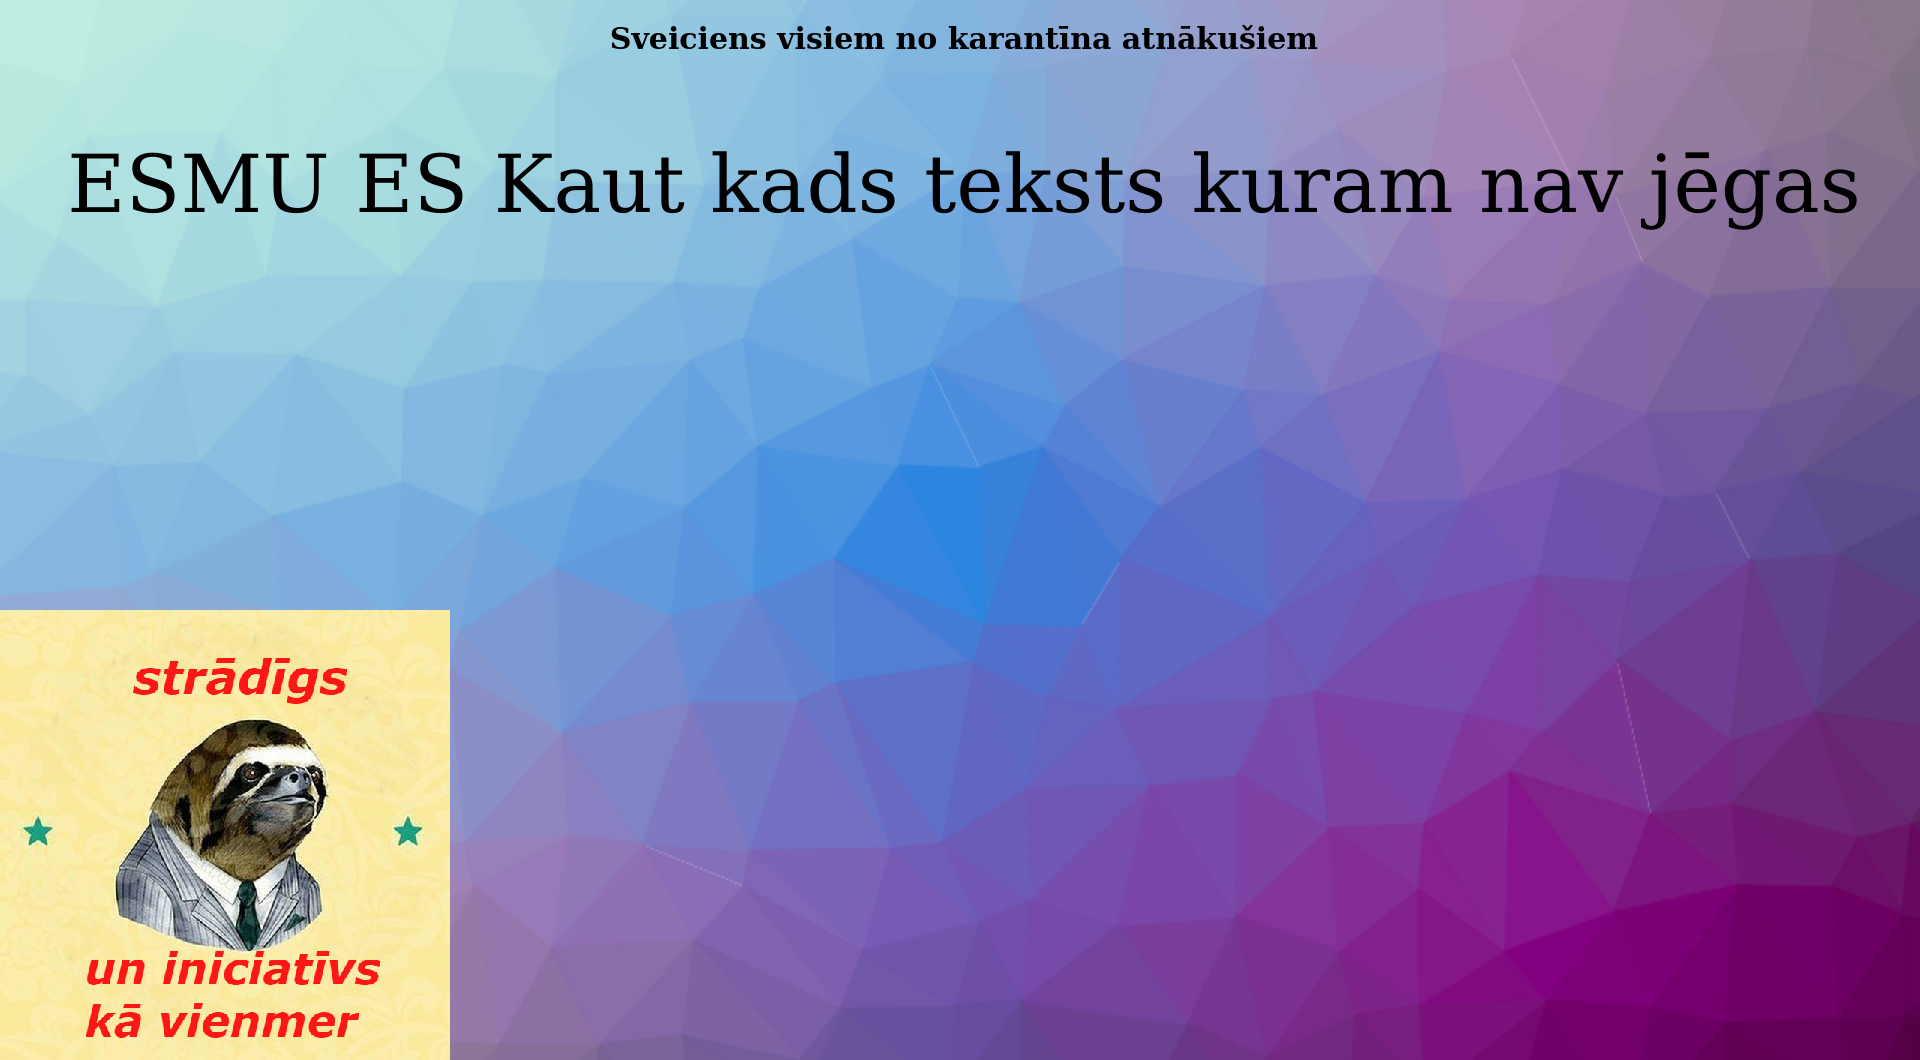 Sveiciens visiem no karantīna atnākušiem
ESMU ES Kaut kads teksts kuram nav jēgas
strādīgs
un iniciatīvs
kā vienmer